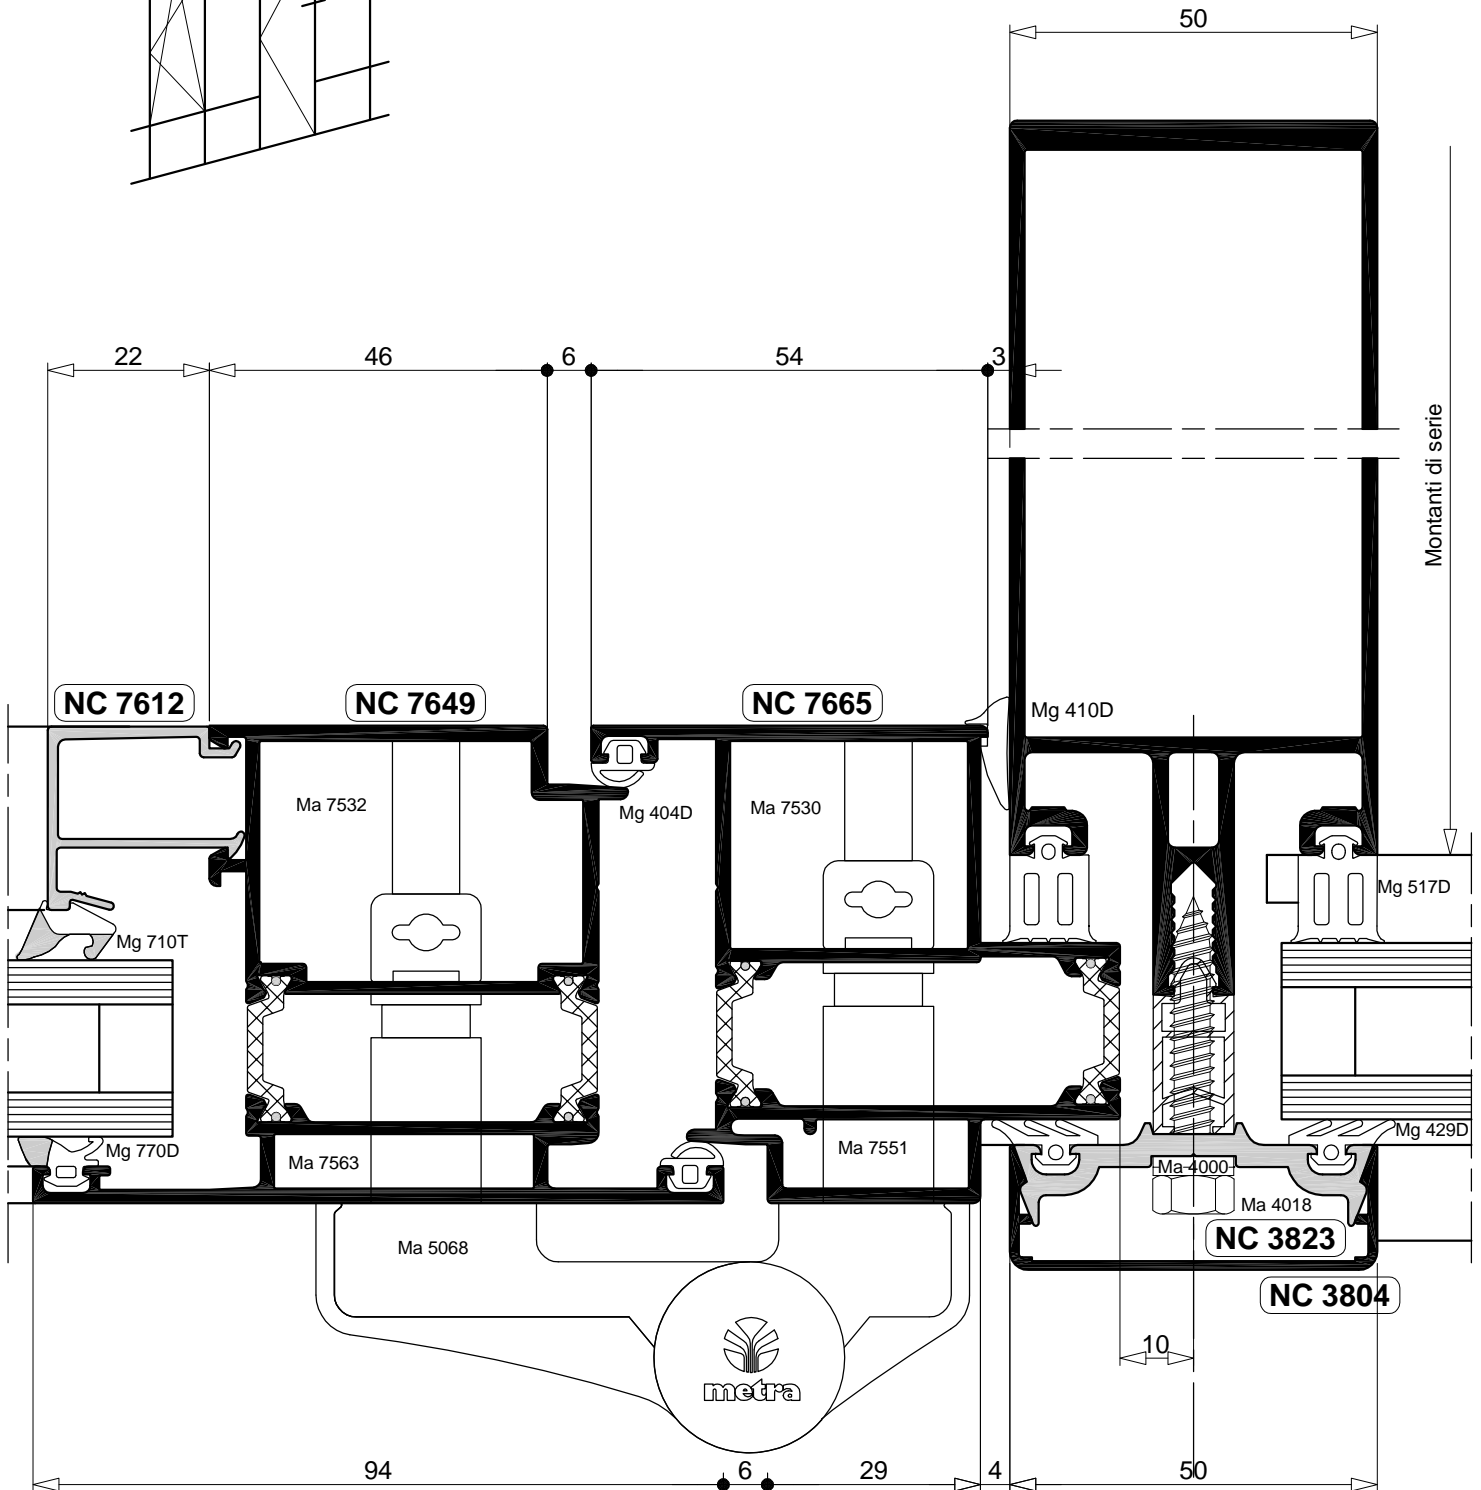 50
22
46
6
54
3
Montanti di serie
NC 7612
NC 7649
NC 7665
Mg 410D
Ma 7532
Mg 404D
Ma 7530
Mg 517D
Mg 710T
Mg 429D
Mg 770D
Ma 7563
Ma 7551
Ma 4000
Ma 4018
NC 3823
Ma 5068
NC 3804
10
metra
94
6
29
4
50